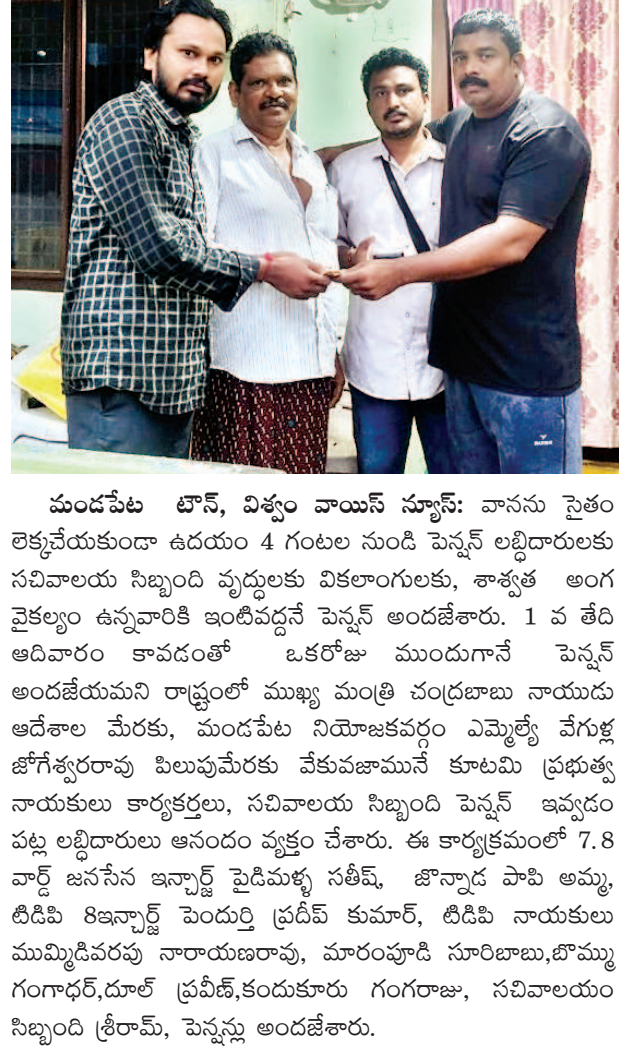 మండపేట టౌన్, విశ్వం వాయిస్ న్యూస్: వానను సైతం
లెక్కచేయకుండా ఉదయం 4 గంటల నుండి పెన్షన్ లబ్ధిదారులకు
సచివాలయ సిబ్బంది వృద్ధులకు వికలాంగులకు, శాశ్వత అంగ
వైకల్యం ఉన్నవారికి ఇంటివద్దనే పెన్షన్ అందజేశారు. 1 వ తేది
ఆదివారం కావడంతో ఒకరోజు ముందుగానే పెన్షన్
అందజేయమని రాష్ట్రంలో ముఖ్య మంత్రి చంద్రబాబు నాయుడు
ఆదేశాల మేరకు, మండపేట నియోజకవర్గం ఎమ్మెల్యే వేగుళ్ల
జోగేశ్వరరావు పిలుపుమేరకు వేకువజామునే కూటమి ప్రభుత్వ
నాయకులు కార్యకర్తలు, సచివాలయ సిబ్బంది పెన్షన్ ఇవ్వడం
పట్ల లబ్ధిదారులు ఆనందం వ్యక్తం చేశారు. ఈ కార్యక్రమంలో 7.8
వార్డ్ జనసేన ఇన్చార్జ్ పైడిమళ్ళ సతీష్, జొన్నాడ పాపి అమ్మ,
టిడిపి 8ఇన్చార్జ్ పెందుర్తి ప్రదీప్ కుమార్, టిడిపి నాయకులు
ముమ్మిడివరపు నారాయణరావు, మారంపూడి సూరిబాబు,బొమ్ము
గంగాధర్,దూల్ ప్రవీణ్,కందుకూరు గంగరాజు, సచివాలయం
సిబ్బంది శ్రీరామ్, పెన్షన్లు అందజేశారు.